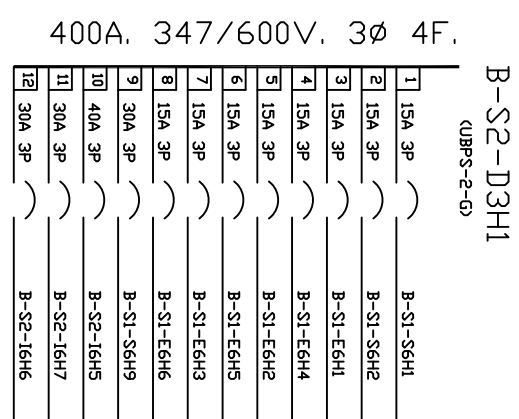 400A. 347/600V. 3Ø 4F.
B-S2-D3H1
(UBPS-2-G)
1 15A 3P B-S1-S6H1
2 15A 3P B-S1-S6H2
3 15A 3P B-S1-E6H1
4 15A 3P B-S1-E6H4
5 15A 3P B-S1-E6H2
6 15A 3P B-S1-E6H5
7 15A 3P B-S1-E6H3
8 15A 3P B-S1-E6H6
9 30A 3P B-S1-S6H9
10 40A 3P B-S2-I6H5
11 30A 3P B-S2-I6H7
12 30A 3P B-S2-I6H6